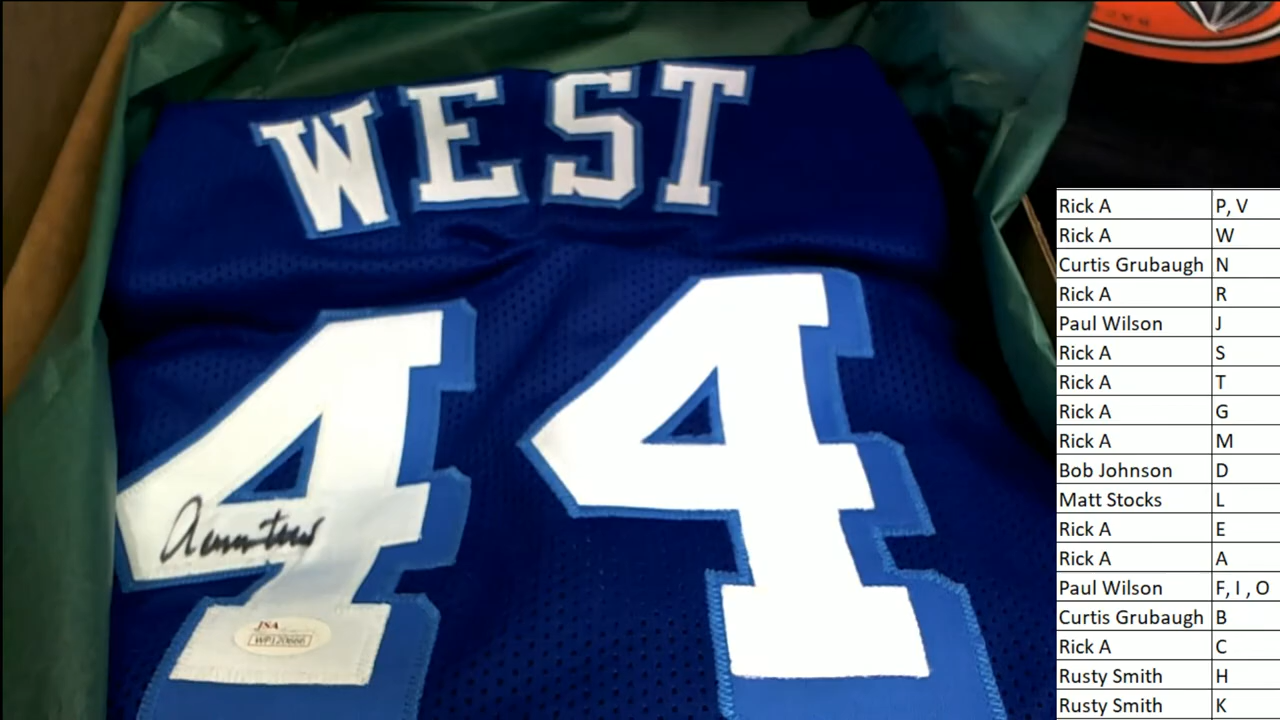 WEST
44
JSA
WP120666
Rick A P, V
Rick A W
Curtis Grubaugh N
Rick A R
Paul Wilson J
Rick A S
Rick A T
Rick A G
Rick A M
Bob Johnson D
Matt Stocks L
Rick A E
Rick A A
Paul Wilson F, I , O
Curtis Grubaugh B
Rick A C
Rusty Smith H
Rusty Smith K